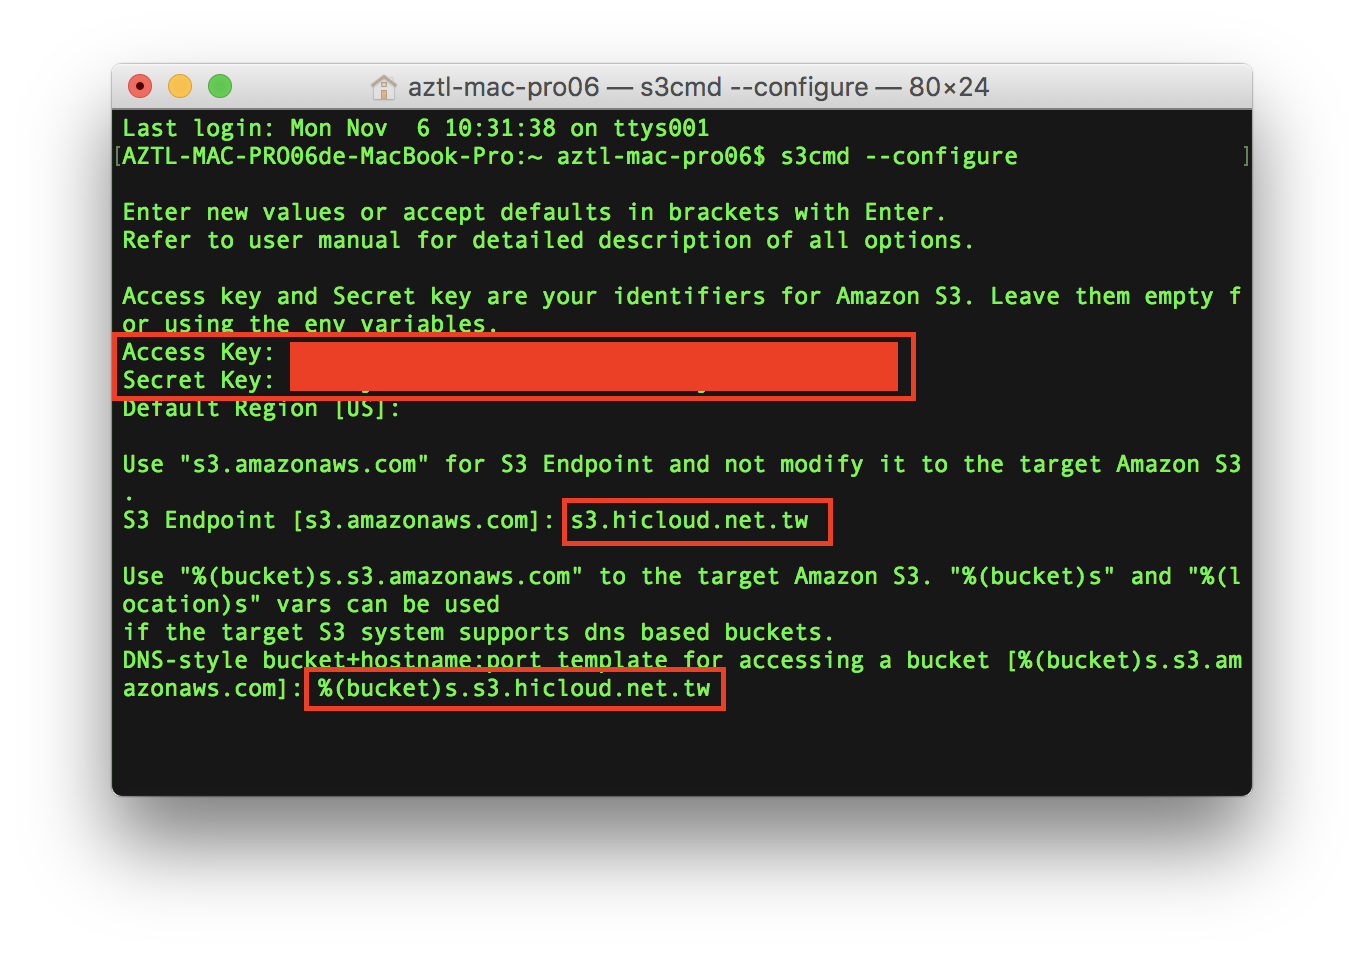 aztl-mac-pro06 — s3cmd --configure — 80×24
Last login: Mon Nov  6 10:31:38 on ttys001
[AZTL-MAC-PRO06de-MacBook-Pro:~ aztl-mac-pro06$ s3cmd --configure ]
Enter new values or accept defaults in brackets with Enter.
Refer to user manual for detailed description of all options.
Access key and Secret key are your identifiers for Amazon S3. Leave them empty f
or using the env variables.
Access Key:
Secret Key:
Default Region [US]:
Use "s3.amazonaws.com" for S3 Endpoint and not modify it to the target Amazon S3
.
S3 Endpoint [s3.amazonaws.com]: s3.hicloud.net.tw
Use "%(bucket)s.s3.amazonaws.com" to the target Amazon S3. "%(bucket)s" and "%(l
ocation)s" vars can be used
if the target S3 system supports dns based buckets.
DNS-style bucket+hostname:port template for accessing a bucket [%(bucket)s.s3.am
azonaws.com]: %(bucket)s.s3.hicloud.net.tw